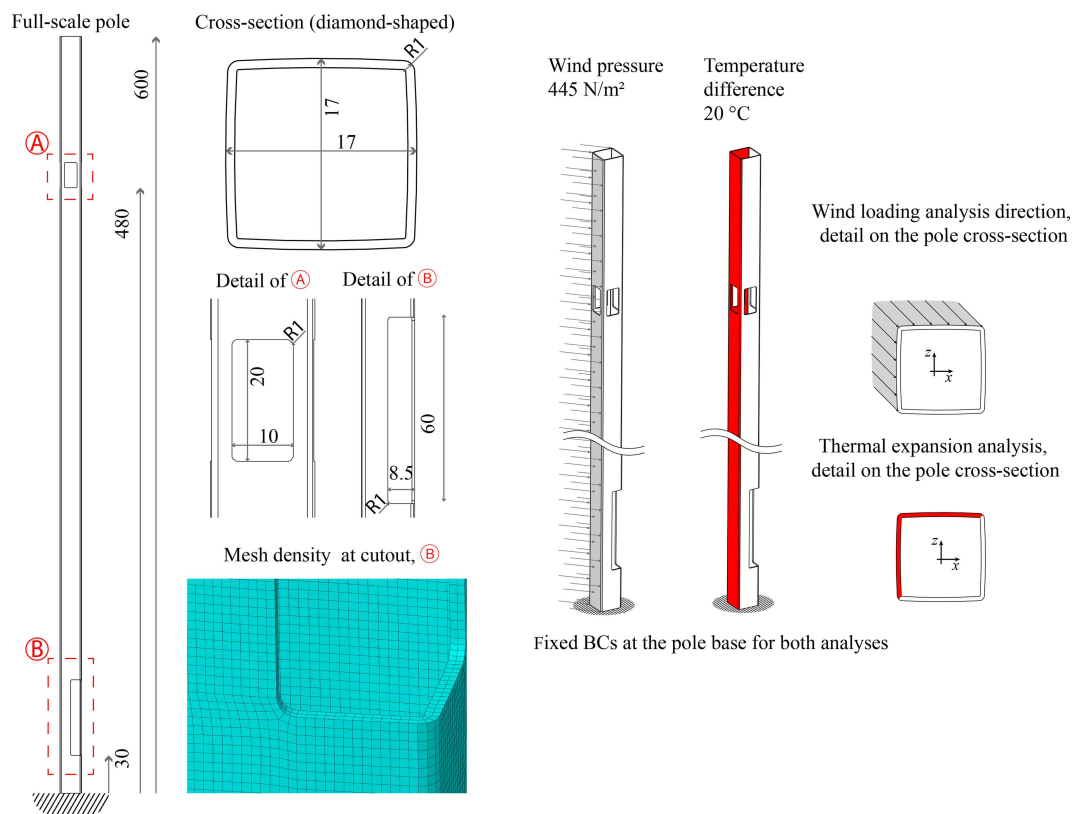 Full-scale pole
Cross-section (diamond-shaped)
R1
600
17
17
A
480
Detail of A
Detail of B
R1
20
10
60
8.5
R1
Mesh density at cutout, B
B
30
Wind pressure
445 N/m²
Temperature
difference
20 °C
Wind loading analysis direction,
detail on the pole cross-section
z
x
Thermal expansion analysis,
detail on the pole cross-section
z
x
Fixed BCs at the pole base for both analyses